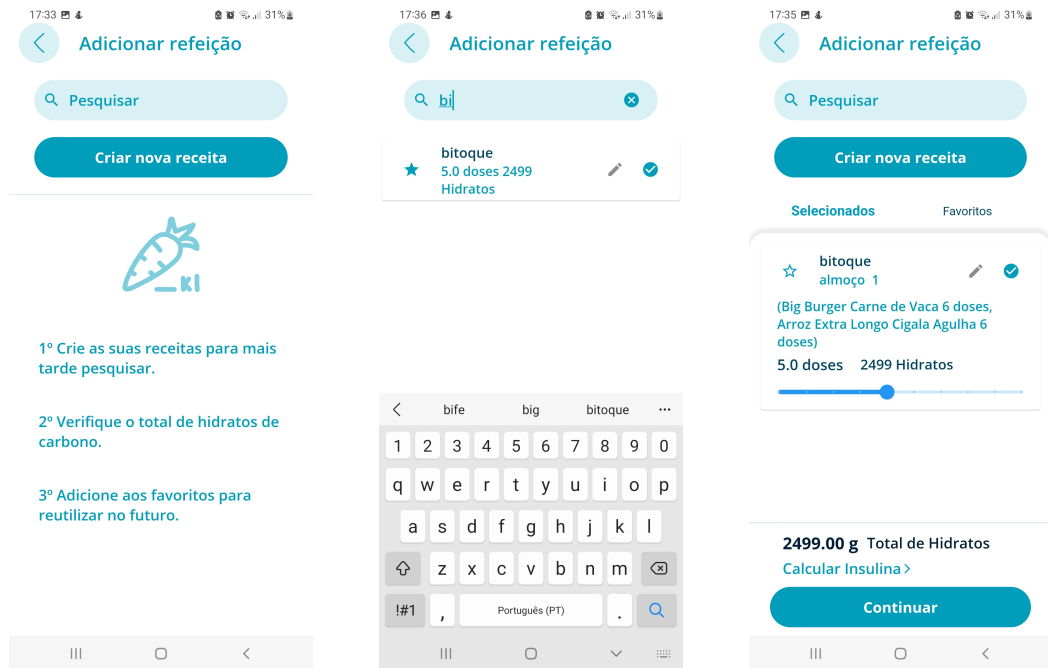 17:33 31%
Adicionar refeição
Pesquisar
Criar nova receita
KI
1º Crie as suas receitas para mais
tarde pesquisar.
2º Verifique o total de hidratos de
carbono.
3º Adicione aos favoritos para
reutilizar no futuro.
17:36 31%
Adicionar refeição
bi
bitoque
5.0 doses 2499
Hidratos
bife big bitoque ...
1 2 3 4 5 6 7 8 9 0
q w e r t y u i o p
a s d f g h j k l
z x c v b n m
!#1 , Português (PT) .
17:35 31%
Adicionar refeição
Pesquisar
Criar nova receita
Selecionados Favoritos
bitoque
almoço 1
(Big Burger Carne de Vaca 6 doses,
Arroz Extra Longo Cigala Agulha 6
doses)
5.0 doses 2499 Hidratos
2499.00 g Total de Hidratos
Calcular Insulina >
Continuar